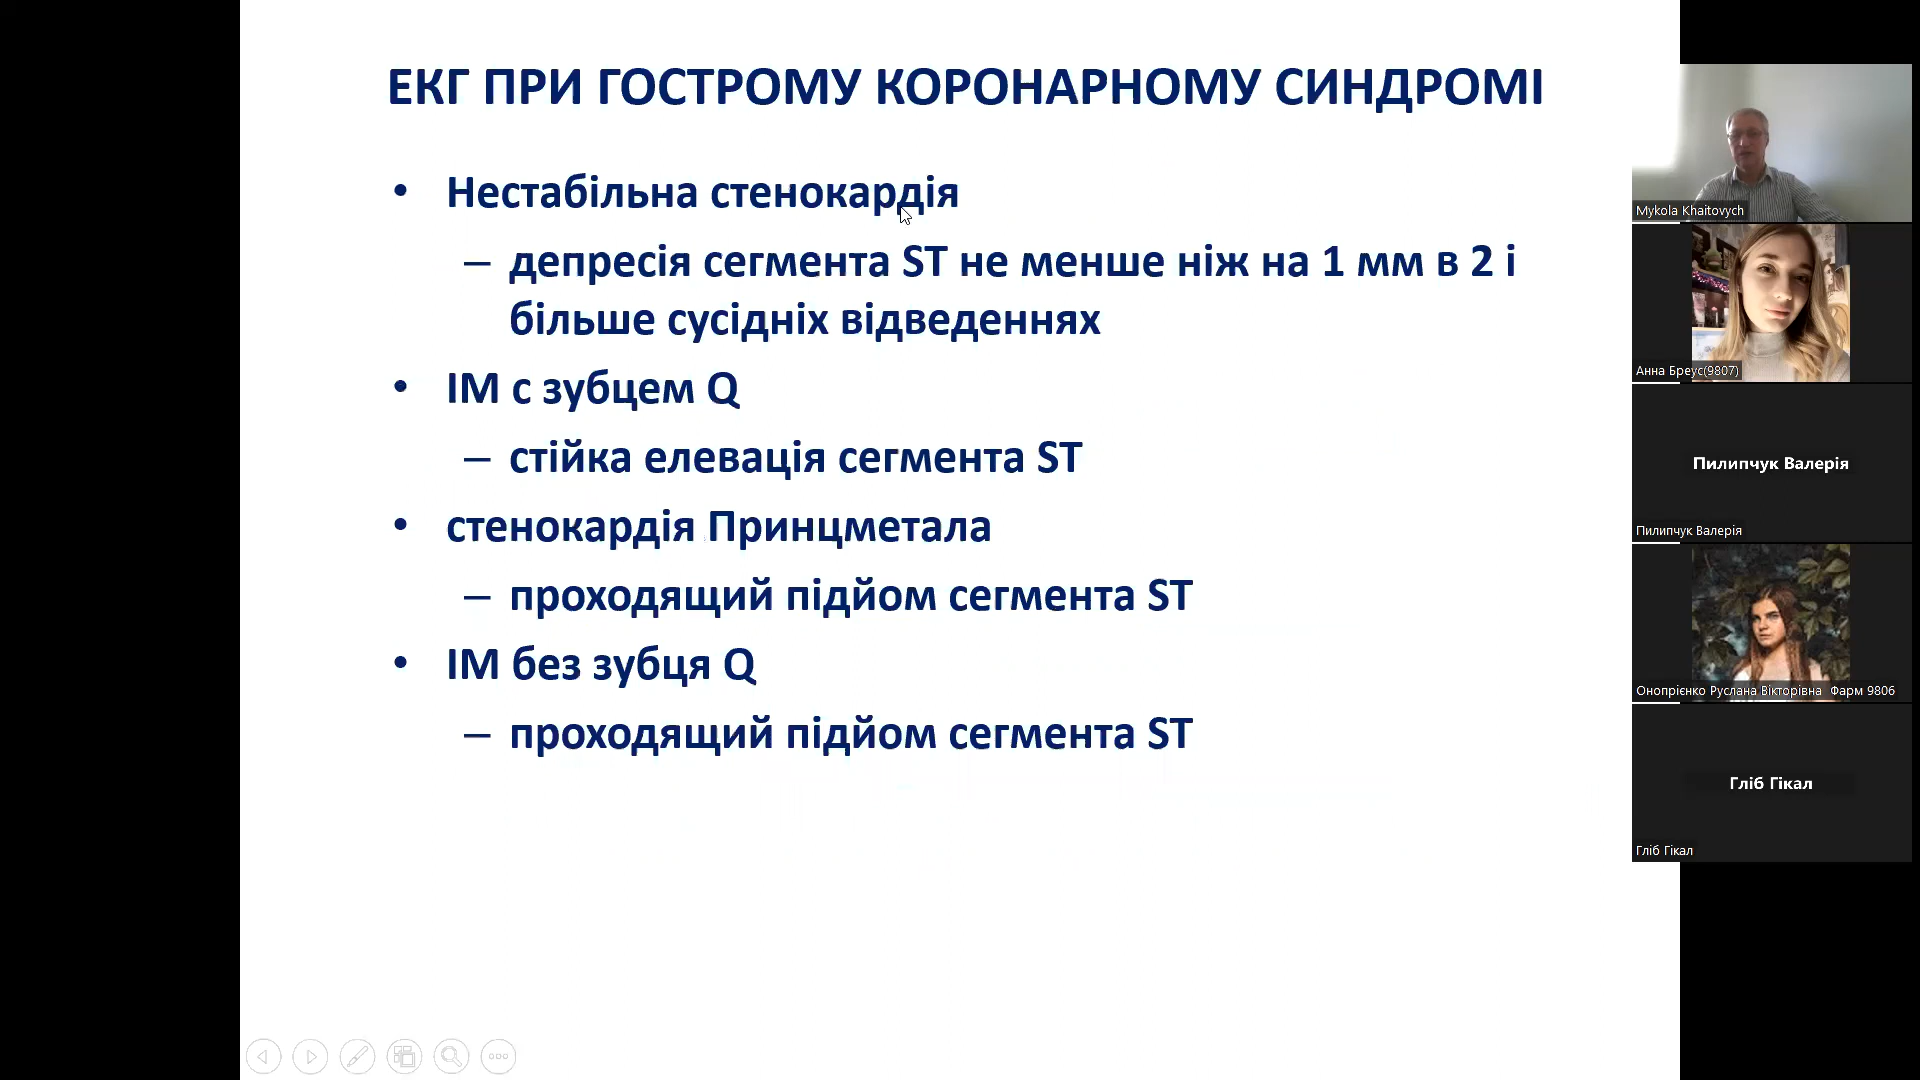 ЕКГ ПРИ ГОСТРОМУ КОРОНАРНОМУ СИНДРОМІ
• Нестабільна стенокардія
– депресія сегмента ST не менше ніж на 1 мм в 2 і
більше сусідніх відведеннях
• ІМ с зубцем Q
– стійка елевація сегмента ST
• стенокардія Принцметала
– проходящий підйом сегмента ST
• ІМ без зубця Q
– проходящий підйом сегмента ST
Mykola Khaitovych
Анна Бреус(9807)
Пилипчук Валерія
Пилипчук Валерія
Онопрієнко Руслана Вікторівна Фарм 9806
Гліб Гікал
Гліб Гікал